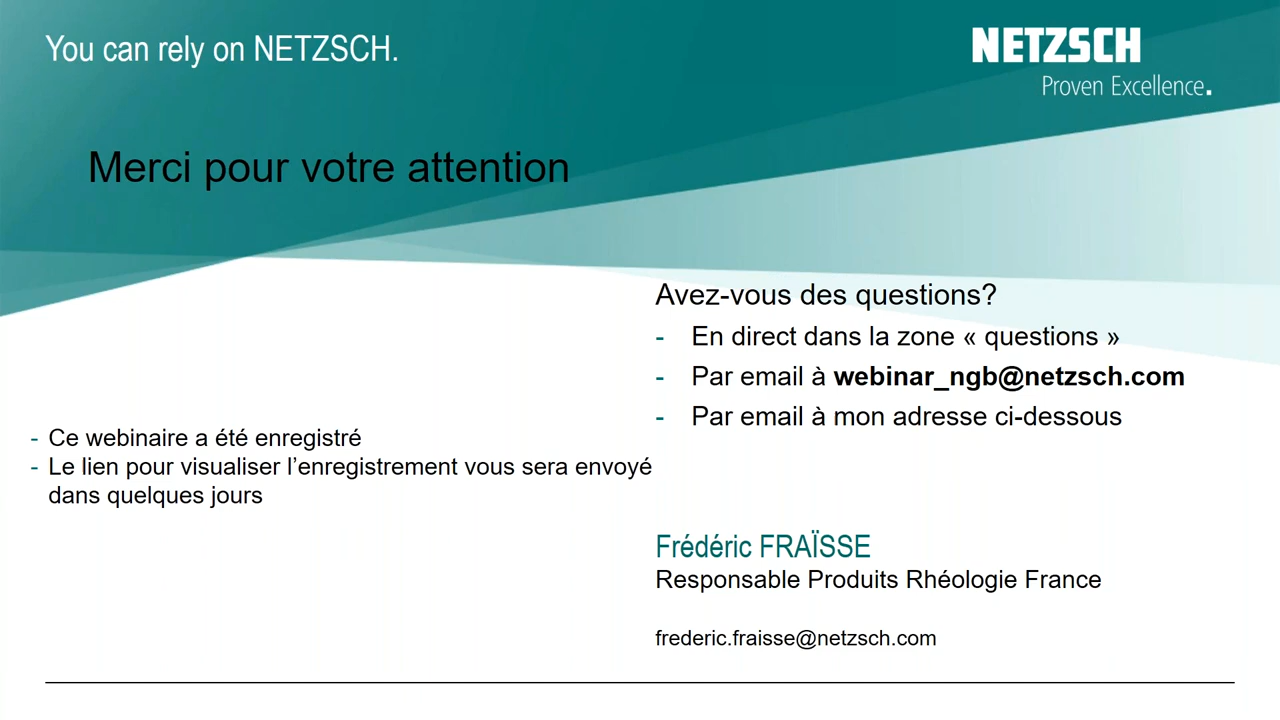 You can rely on NETZSCH.
NETZSCH
Proven Excellence.
Merci pour votre attention
Avez-vous des questions?
- En direct dans la zone « questions »
- Par email à webinar_ngb@netzsch.com
- Par email à mon adresse ci-dessous
- Ce webinaire a été enregistré
- Le lien pour visualiser l’enregistrement vous sera envoyé
dans quelques jours
Frédéric FRAÏSSE
Responsable Produits Rhéologie France
frederic.fraisse@netzsch.com